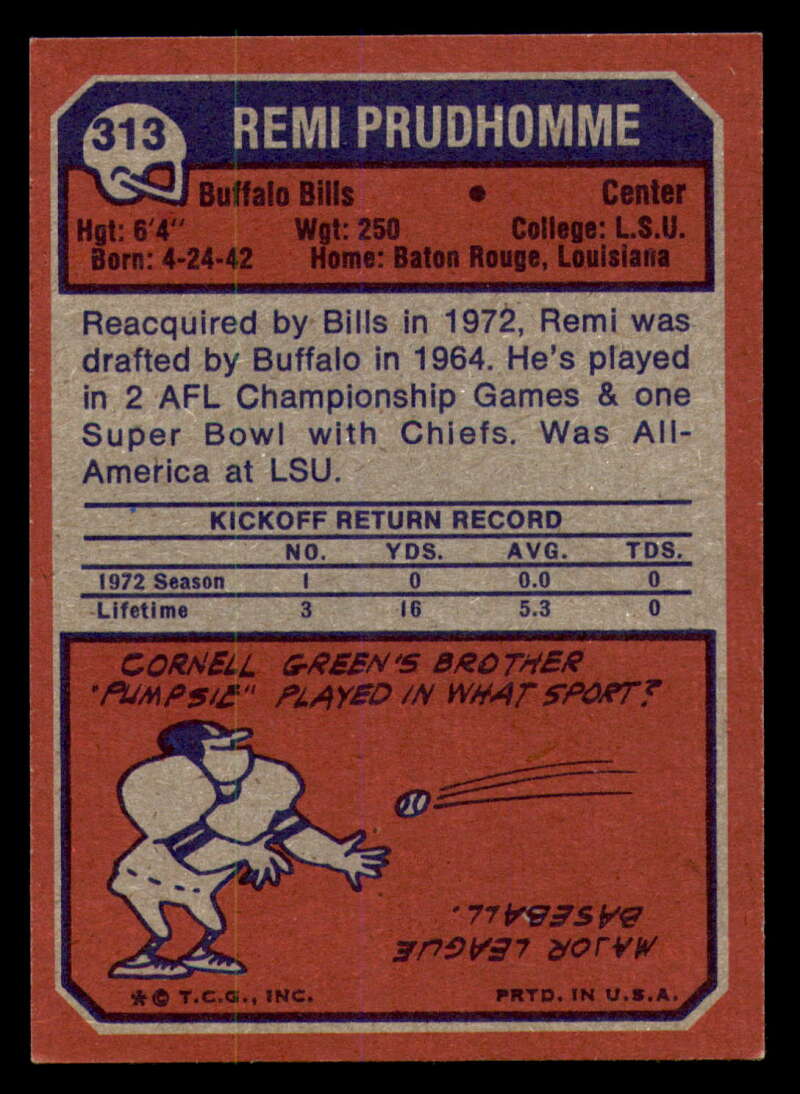 313
REMI PRUDHOMME
Buffalo Bills • Center
Hgt: 6'4" Wgt: 250 College: L.S.U.
Born: 4-24-42 Home: Baton Rouge, Louisiana
Reacquired by Bills in 1972, Remi was
drafted by Buffalo in 1964. He's played
in 2 AFL Championship Games & one
Super Bowl with Chiefs. Was All-
America at LSU.
KICKOFF RETURN RECORD
NO. YDS. AVG. TDS.
1972 Season 1 0 0.0 0
Lifetime 3 16 5.3 0
CORNELL GREEN'S BROTHER
"PUMPSIE" PLAYED IN WHAT SPORT?
MAJOR LEAGUE
BASEBALL.
* © T.C.G., INC. PRTD. IN U.S.A.